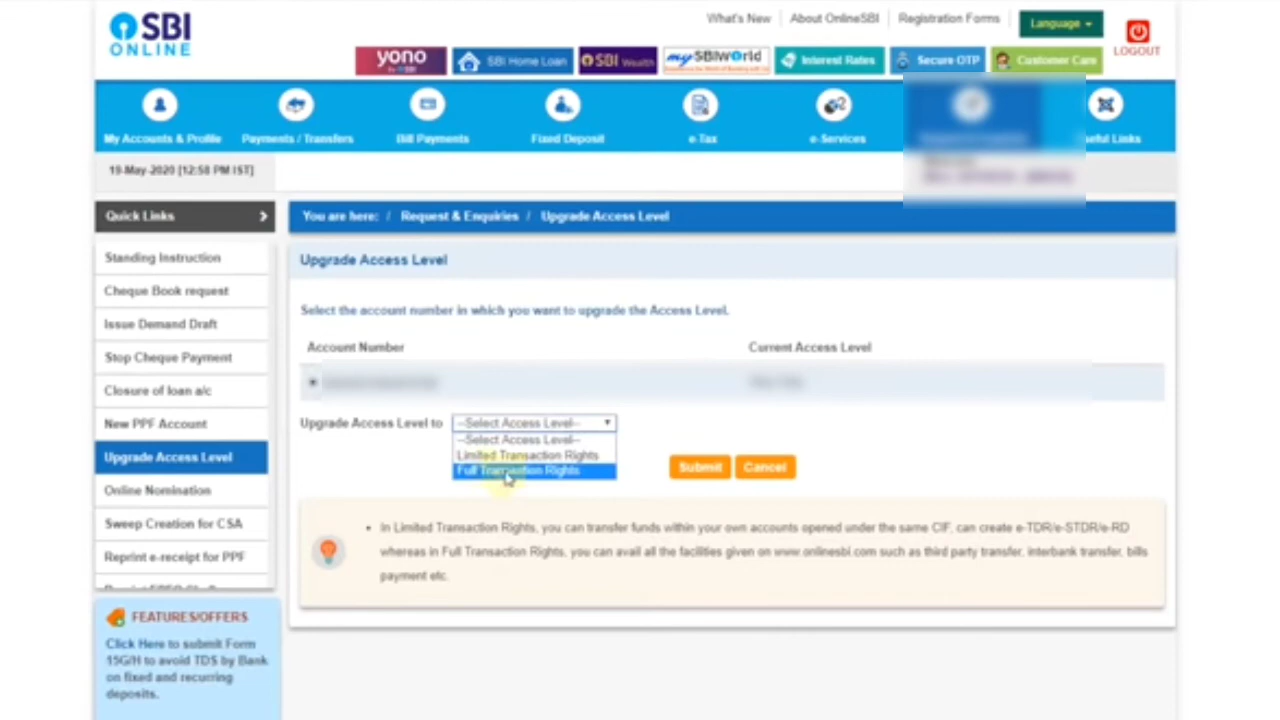 SBI
ONLINE
What's New
About OnlineSBI
Registration Forms
Language
LOGOUT
yono
by SBI
SBI Home Loan
SBI Wealth
my SBIWorld
Interest Rates
Secure OTP
Customer Care
My Accounts & Profile
Payments / Transfers
Bill Payments
Fixed Deposit
e-Tax
e-Services
Links
19-May-2020 [12:58 PM IST]
Quick Links
You are here: / Request & Enquiries / Upgrade Access Level
Standing Instruction
Cheque Book request
Issue Demand Draft
Stop Cheque Payment
Closure of loan a/c
New PPF Account
Upgrade Access Level
Online Nomination
Sweep Creation for CSA
Reprint e-receipt for PPF
Upgrade Access Level
Select the account number in which you want to upgrade the Access Level.
Account Number
Current Access Level
Upgrade Access Level to
--Select Access Level--
--Select Access Level--
Limited Transaction Rights
Full Transaction Rights
Submit
Cancel
• In Limited Transaction Rights, you can transfer funds within your own accounts opened under the same CIF, can create e-TDR/e-STDR/e-RD
whereas in Full Transaction Rights, you can avail all the facilities given on www.onlinesbi.com such as third party transfer, interbank transfer, bills
payment etc.
FEATURES/OFFERS
Click Here to submit Form
15G/H to avoid TDS by Bank
on fixed and recurring
deposits.